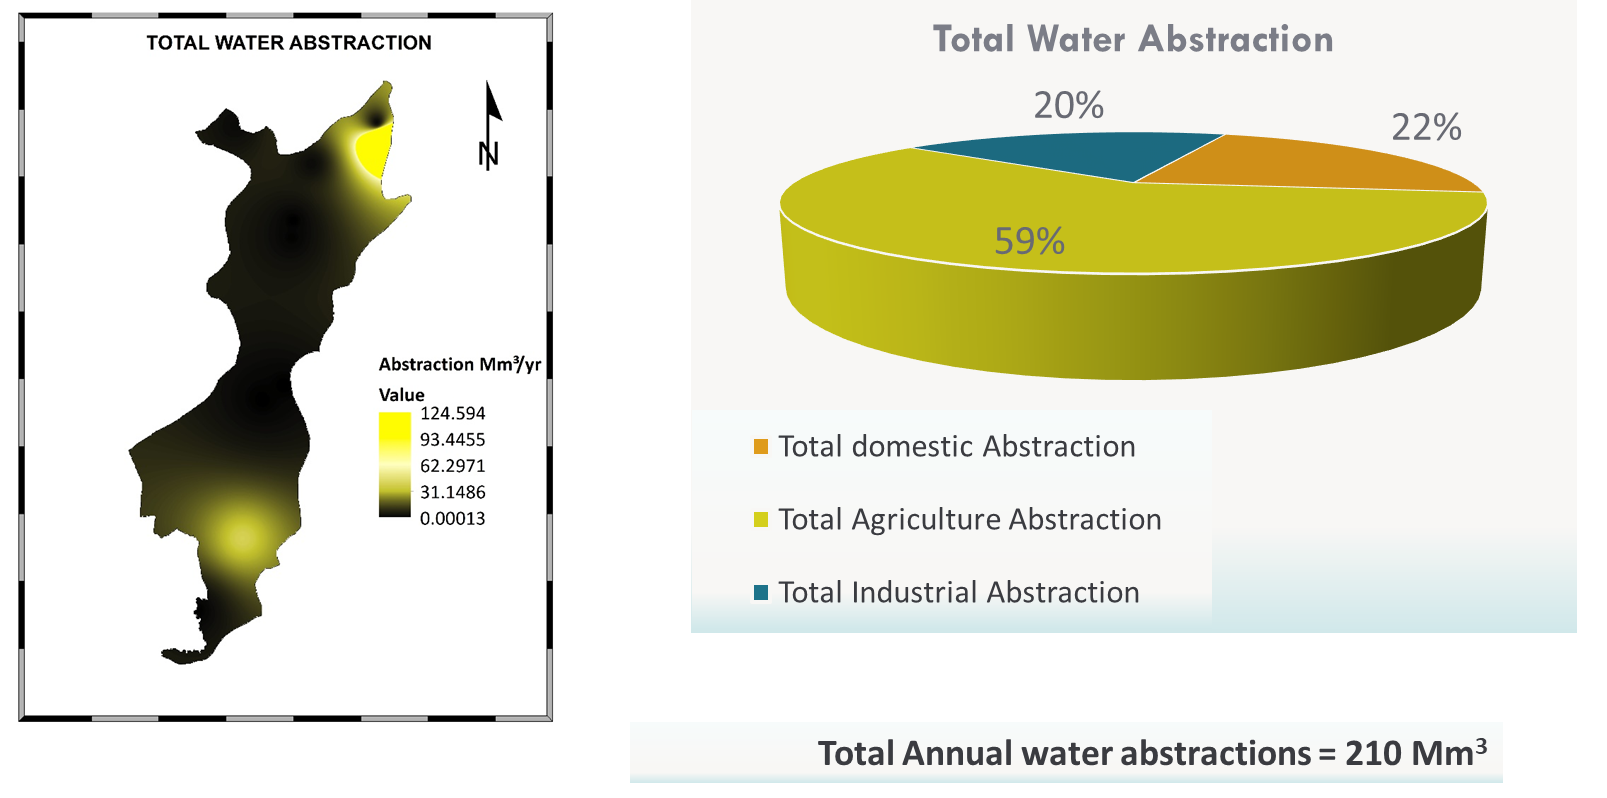 TOTAL WATER ABSTRACTION
N
Abstraction Mm³/yr
Value
124.594
93.4455
62.2971
31.1486
0.00013
Total Water Abstraction
20%
22%
59%
Total domestic Abstraction
Total Agriculture Abstraction
Total Industrial Abstraction
Total Annual water abstractions = 210 Mm³